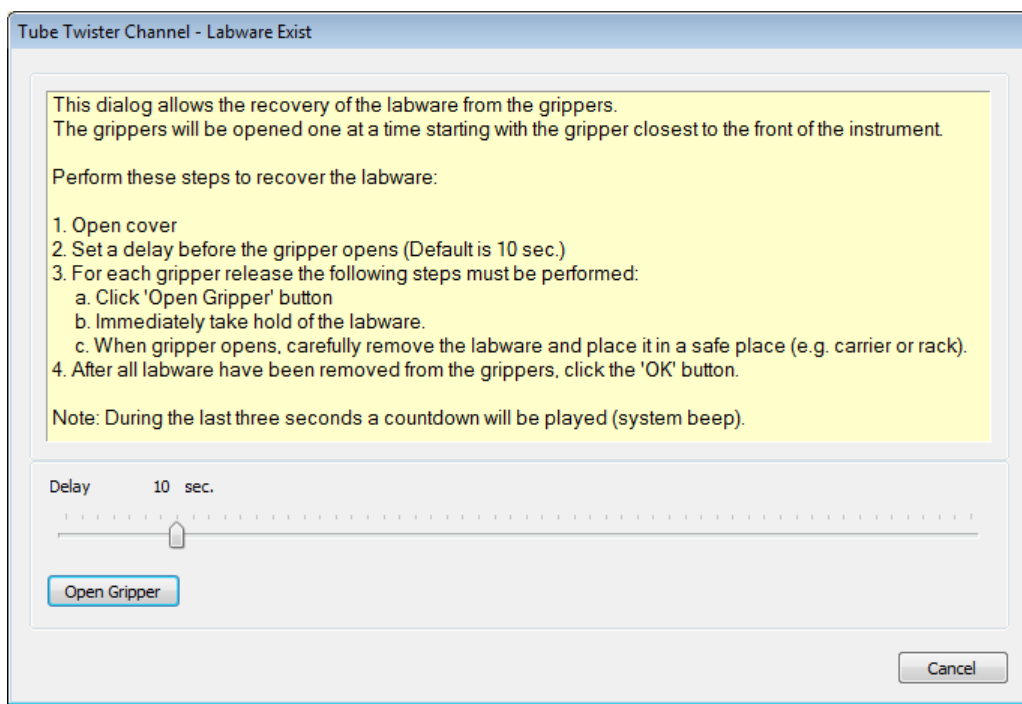 Tube Twister Channel - Labware Exist
This dialog allows the recovery of the labware from the grippers.
The grippers will be opened one at a time starting with the gripper closest to the front of the instrument.
Perform these steps to recover the labware:
1. Open cover
2. Set a delay before the gripper opens (Default is 10 sec.)
3. For each gripper release the following steps must be performed:
a. Click 'Open Gripper' button
b. Immediately take hold of the labware.
c. When gripper opens, carefully remove the labware and place it in a safe place (e.g. carrier or rack).
4. After all labware have been removed from the grippers, click the 'OK' button.
Note: During the last three seconds a countdown will be played (system beep).
Delay 10 sec.
Open Gripper
Cancel